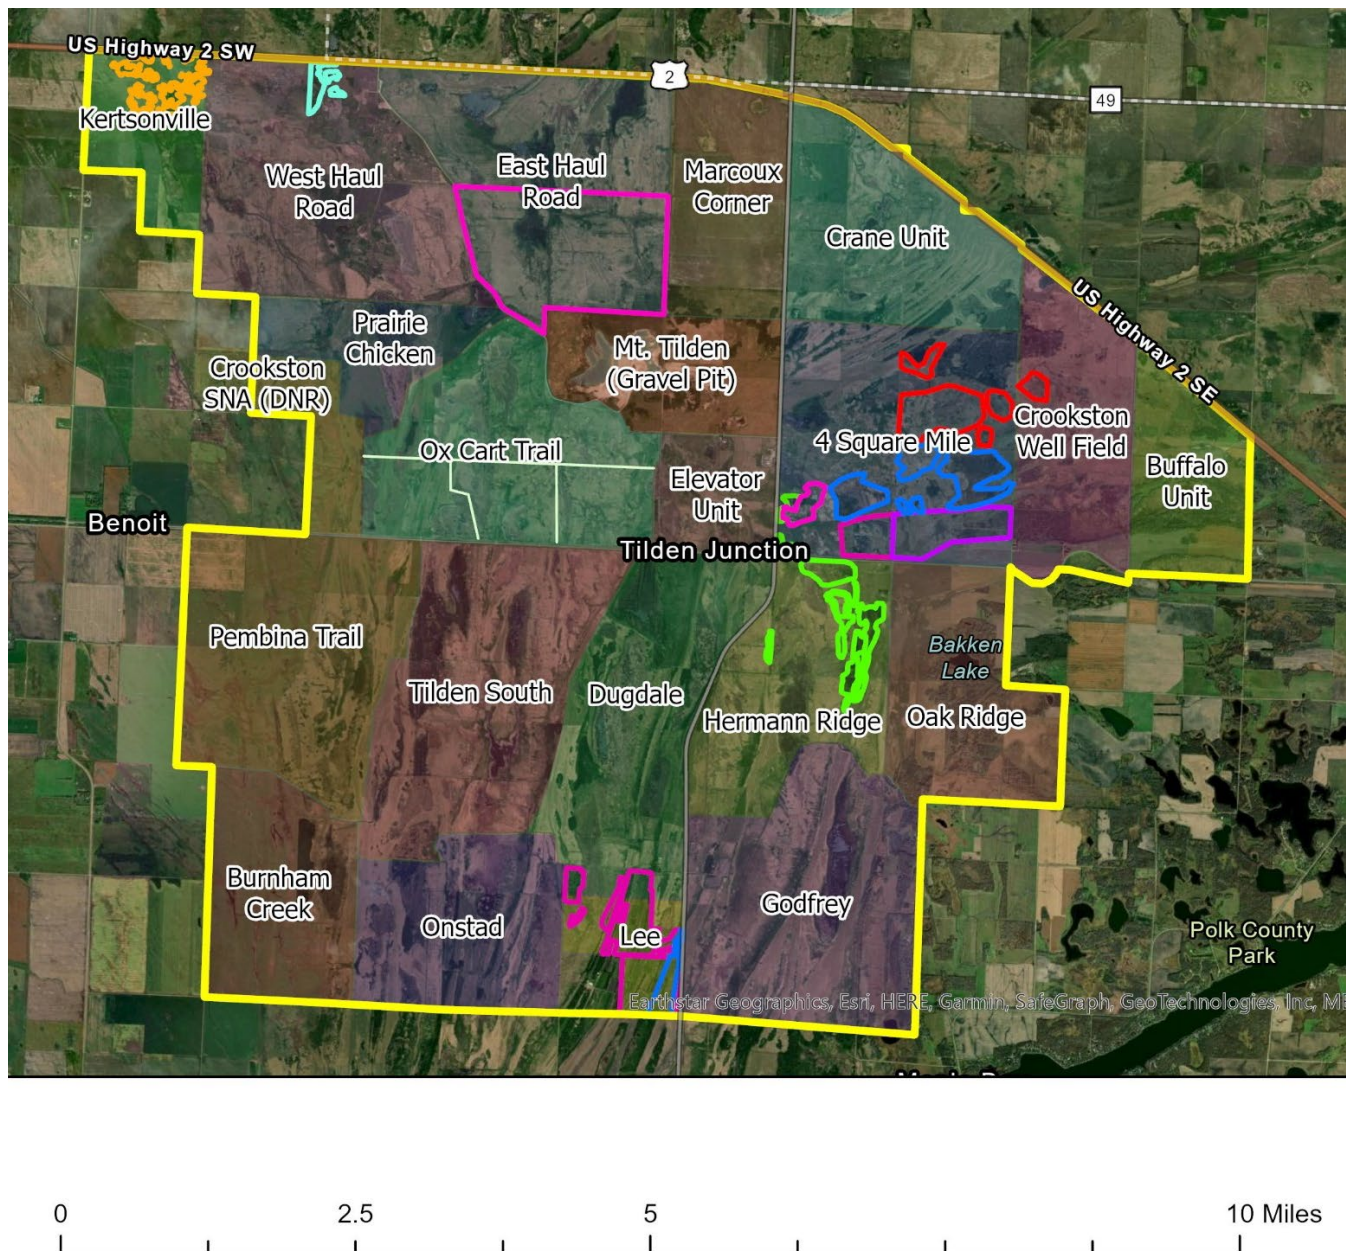 US Highway 2 SW
2
49
Kertsonville
West Haul
Road
East Haul
Road
Marcoux
Corner
Crane Unit
US Highway 2 SE
Prairie
Chicken
Mt. Tilden
(Gravel Pit)
Crookston
SNA (DNR)
Ox Cart Trail
4 Square Mile
Crookston
Well Field
Elevator
Unit
Buffalo
Unit
Benoit
Tilden Junction
Pembina Trail
Tilden South
Dugdale
Hermann Ridge
Bakken
Lake
Oak Ridge
Burnham
Creek
Onstad
Lee
Godfrey
Polk County
Park
Earthstar Geographics, Esri, HERE, Garmin, SafeGraph, GeoTechnologies, Inc,
0
2.5
5
10 Miles